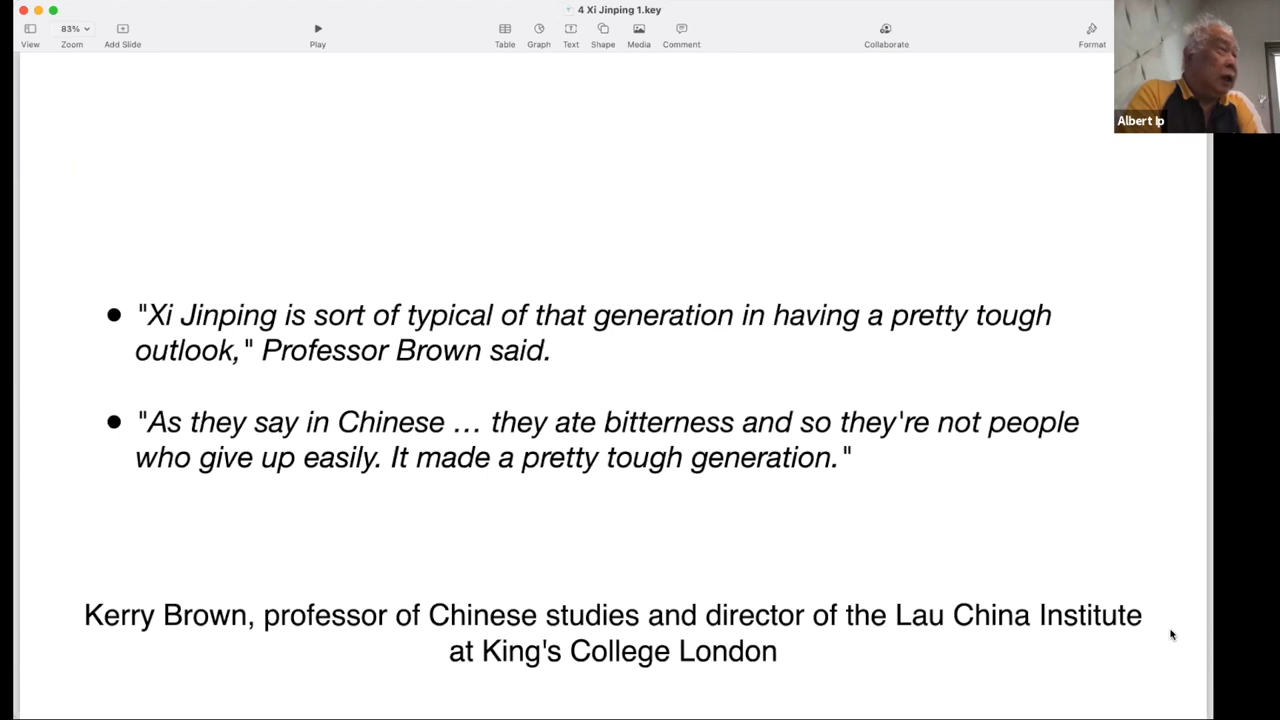 4 Xi Jinping 1.key
83%
View
Zoom
Add Slide
Play
Table
Graph
Text
Shape
Media
Comment
Collaborate
Format
Albert Ip
● "Xi Jinping is sort of typical of that generation in having a pretty tough
outlook," Professor Brown said.
● "As they say in Chinese … they ate bitterness and so they're not people
who give up easily. It made a pretty tough generation."
Kerry Brown, professor of Chinese studies and director of the Lau China Institute
at King's College London